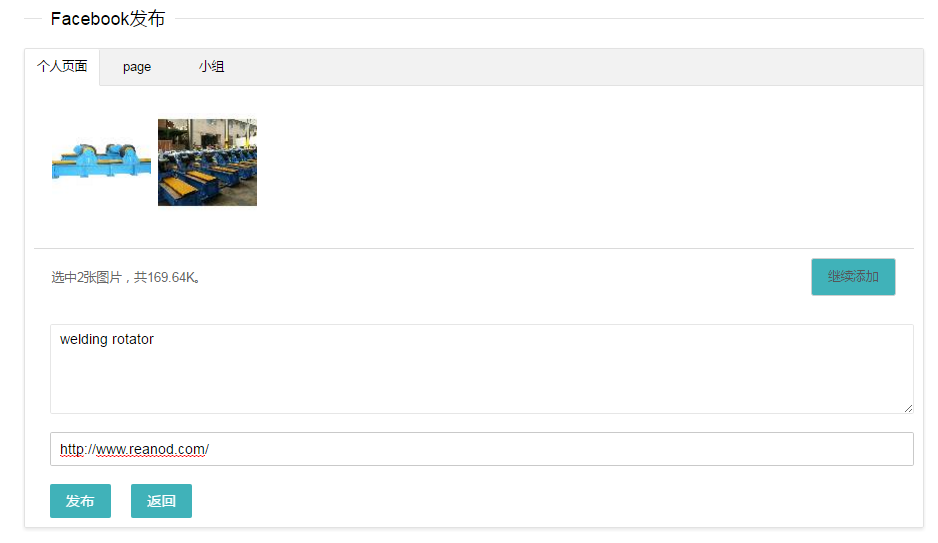 Facebook发布
个人页面 page 小组
选中2张图片，共169.64K。
继续添加
welding rotator
http://www.reanod.com/
发布 返回